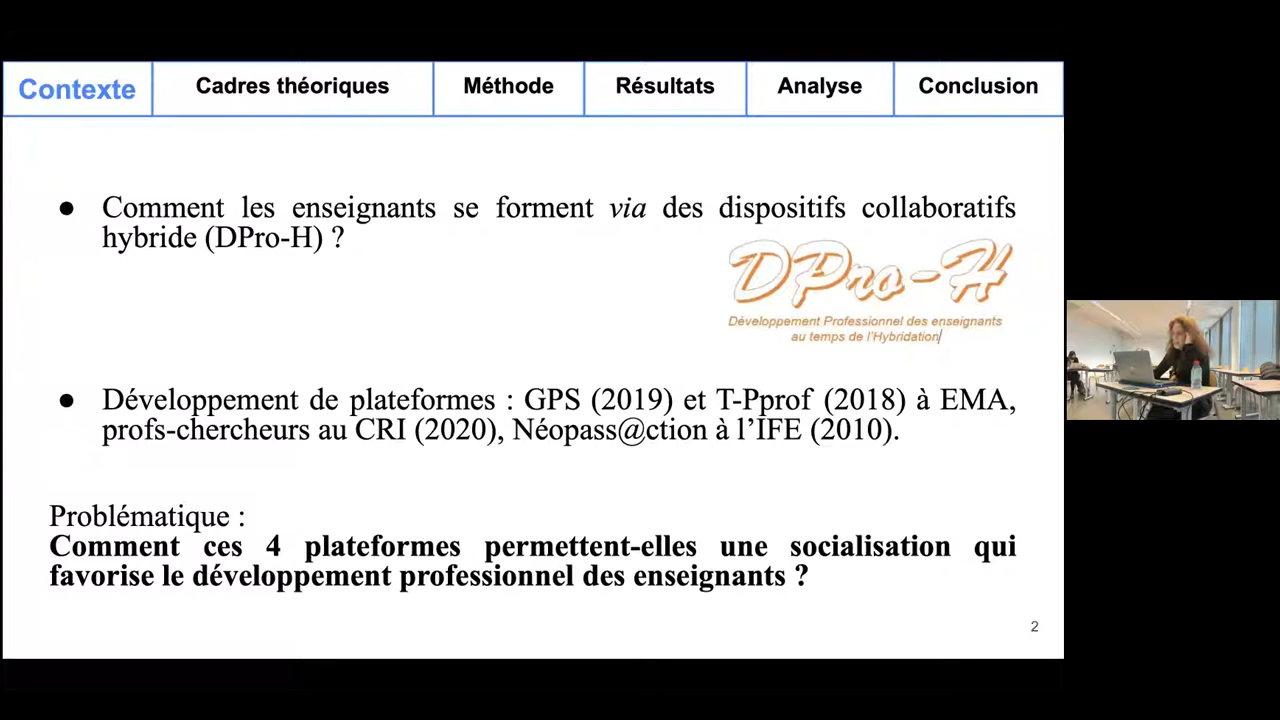 Contexte
Cadres théoriques
Méthode
Résultats
Analyse
Conclusion
● Comment les enseignants se forment via des dispositifs collaboratifs
hybride (DPro-H) ?
DPro-H
Développement Professionnel des enseignants
au temps de l'Hybridation
● Développement de plateformes : GPS (2019) et T-Pprof (2018) à EMA,
profs-chercheurs au CRI (2020), Néopass@ction à l’IFE (2010).
Problématique :
Comment ces 4 plateformes permettent-elles une socialisation qui
favorise le développement professionnel des enseignants ?
2